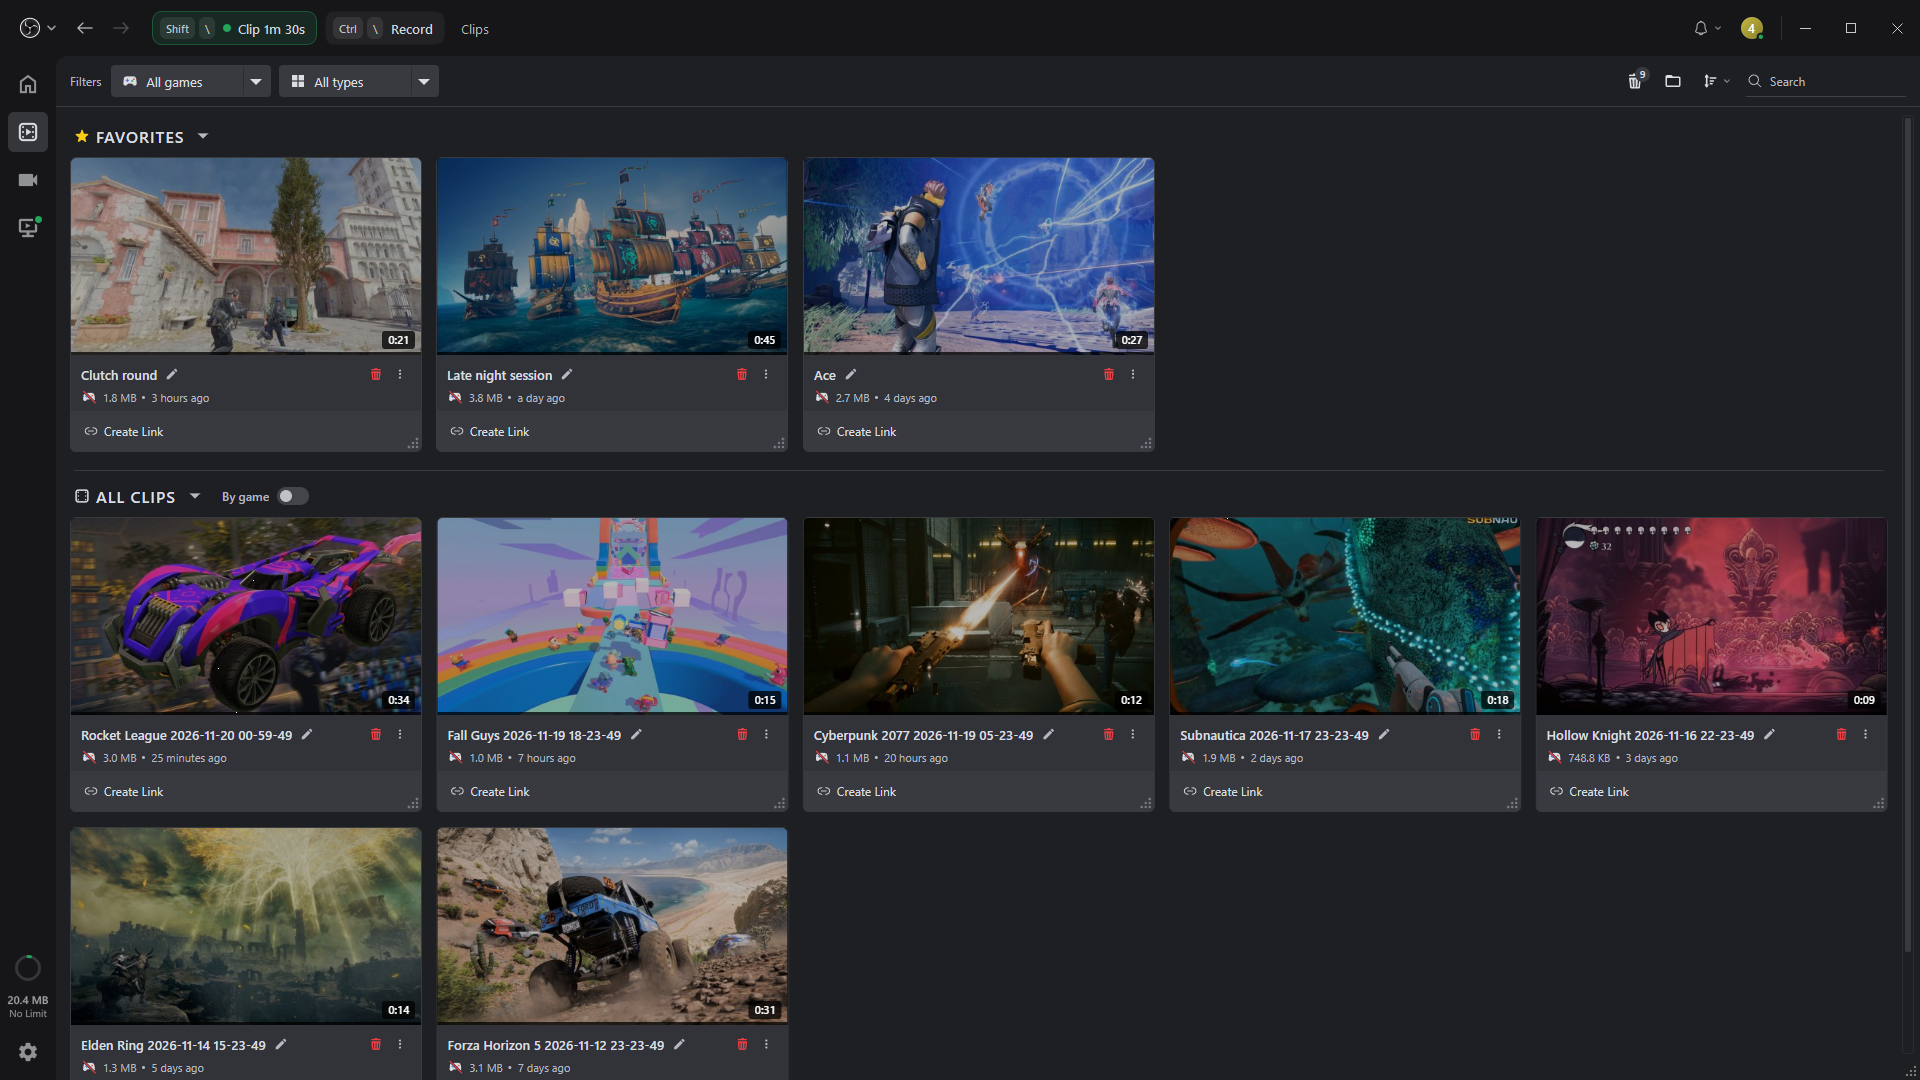 Shift \ Clip 1m 30s
Ctrl \ Record
Clips
4
Filters
All games
All types
9
Search
FAVORITES
0:21
0:45
0:27
Clutch round
1.8 MB • 3 hours ago
Create Link
Late night session
3.8 MB • a day ago
Create Link
Ace
2.7 MB • 4 days ago
Create Link
ALL CLIPS
By game
0:34
0:15
0:12
SUBNAU
0:18
32
0:09
Rocket League 2026-11-20 00-59-49
3.0 MB • 25 minutes ago
Create Link
Fall Guys 2026-11-19 18-23-49
1.0 MB • 7 hours ago
Create Link
Cyberpunk 2077 2026-11-19 05-23-49
1.1 MB • 20 hours ago
Create Link
Subnautica 2026-11-17 23-23-49
1.9 MB • 2 days ago
Create Link
Hollow Knight 2026-11-16 22-23-49
748.8 KB • 3 days ago
Create Link
0:14
0:31
Elden Ring 2026-11-14 15-23-49
1.3 MB • 5 days ago
Forza Horizon 5 2026-11-12 23-23-49
3.1 MB • 7 days ago
20.4 MB
No Limit